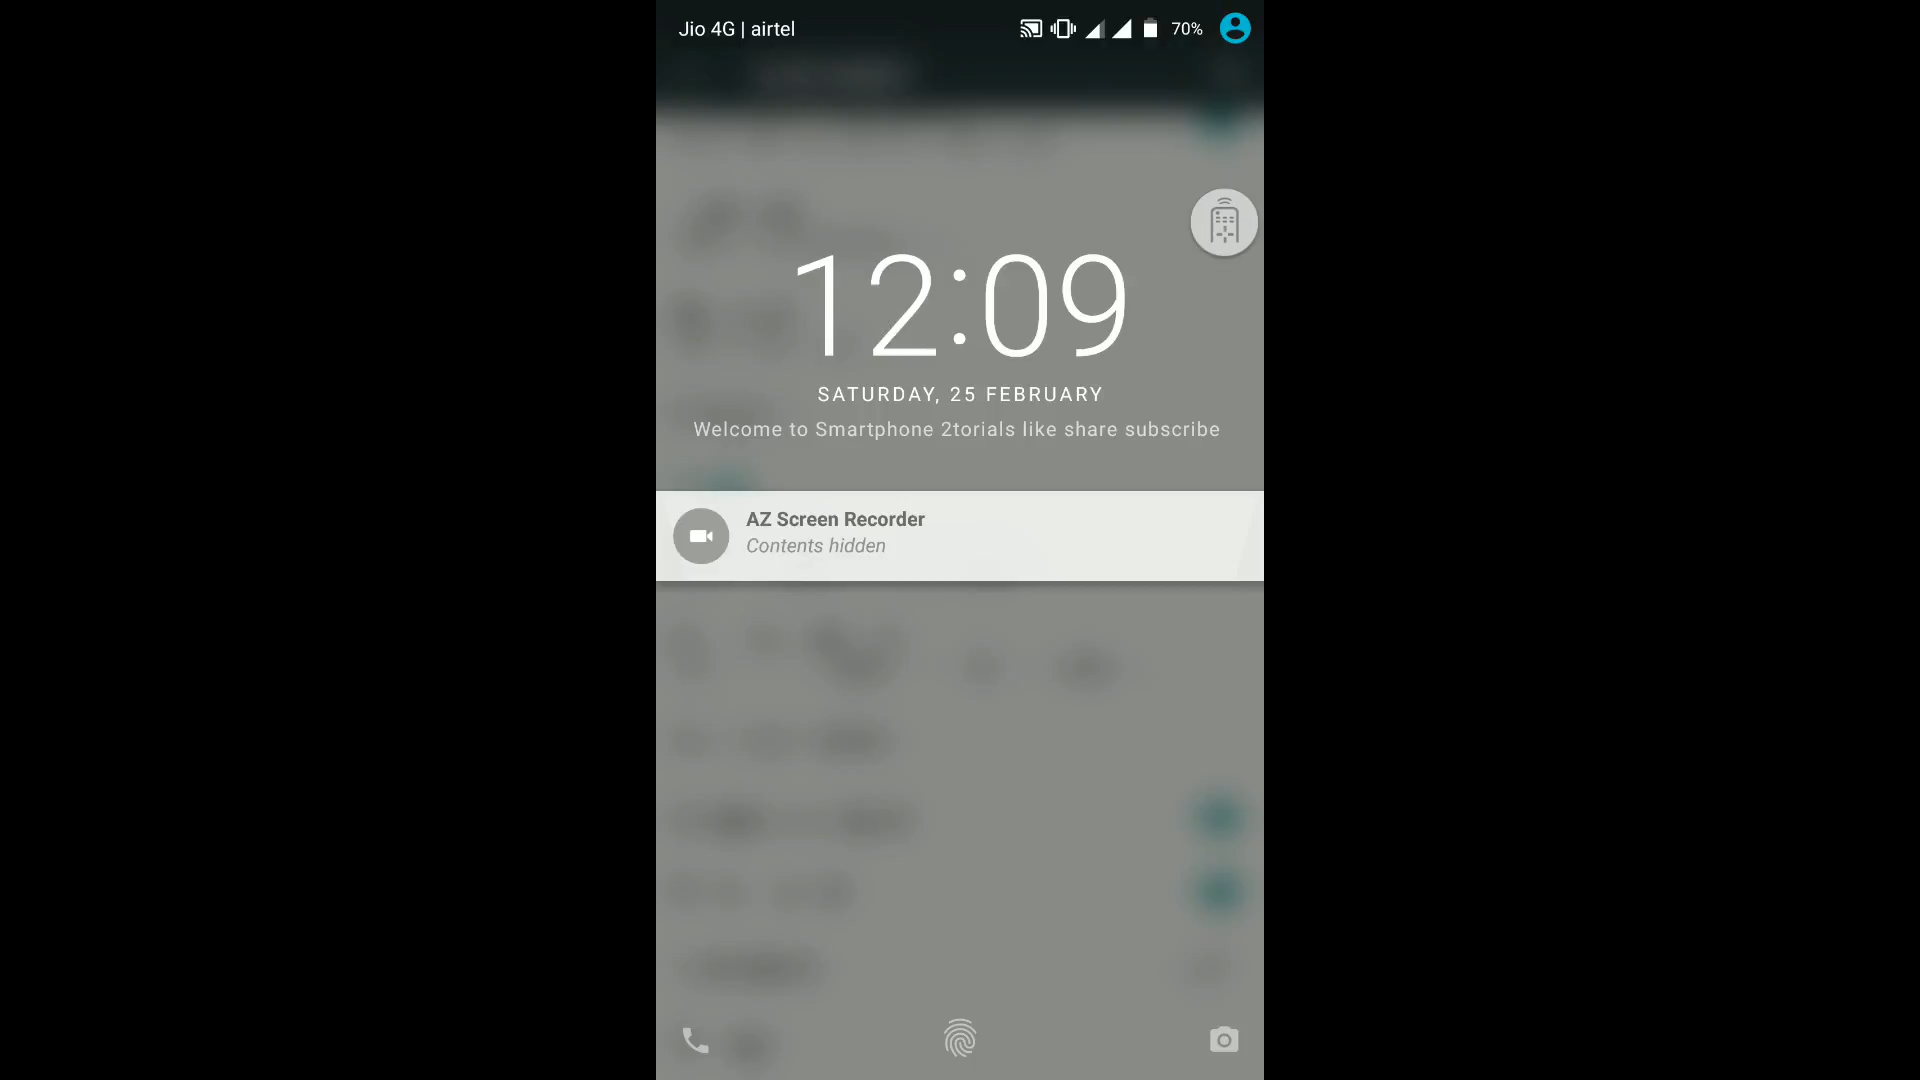 Jio 4G | airtel
70%
12:09
SATURDAY, 25 FEBRUARY
Welcome to Smartphone 2torials like share subscribe
AZ Screen Recorder
Contents hidden